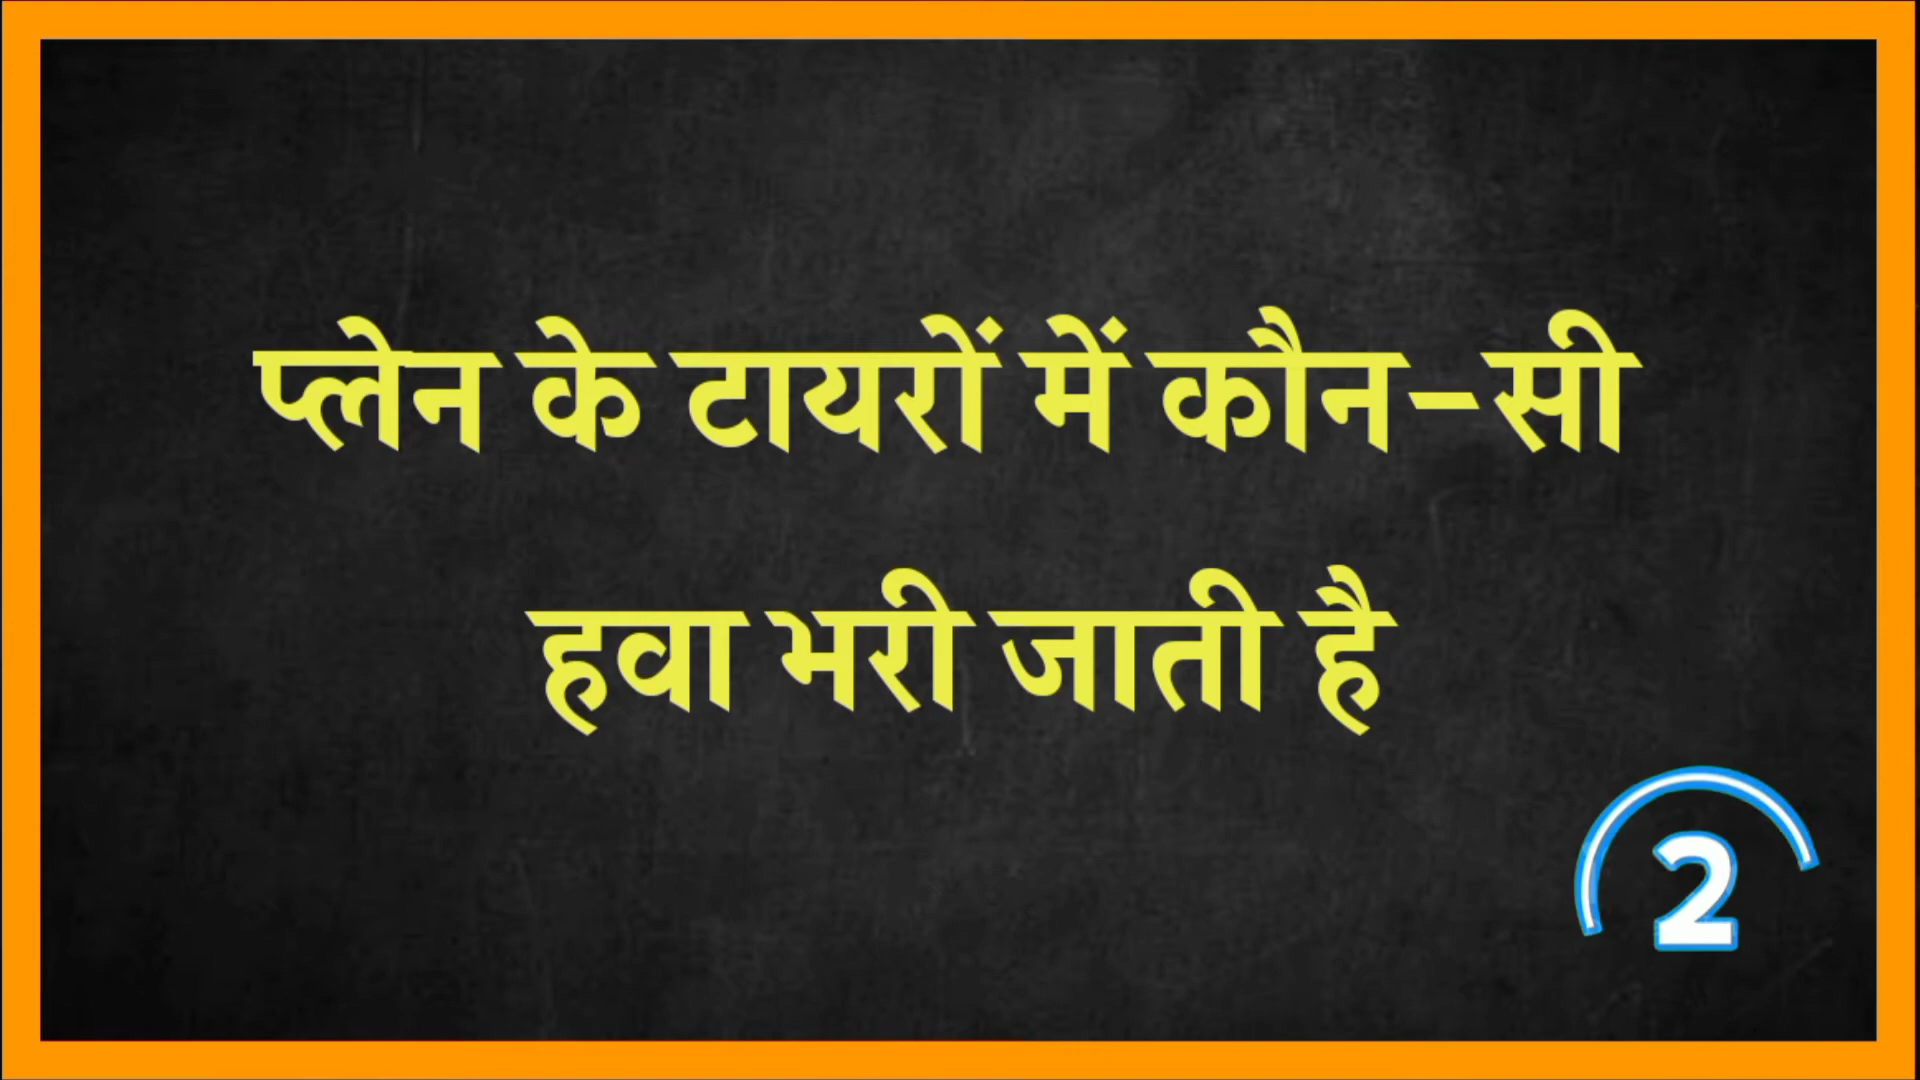 प्लेन के टायरों में कौन-सी
हवा भरी जाती है
2